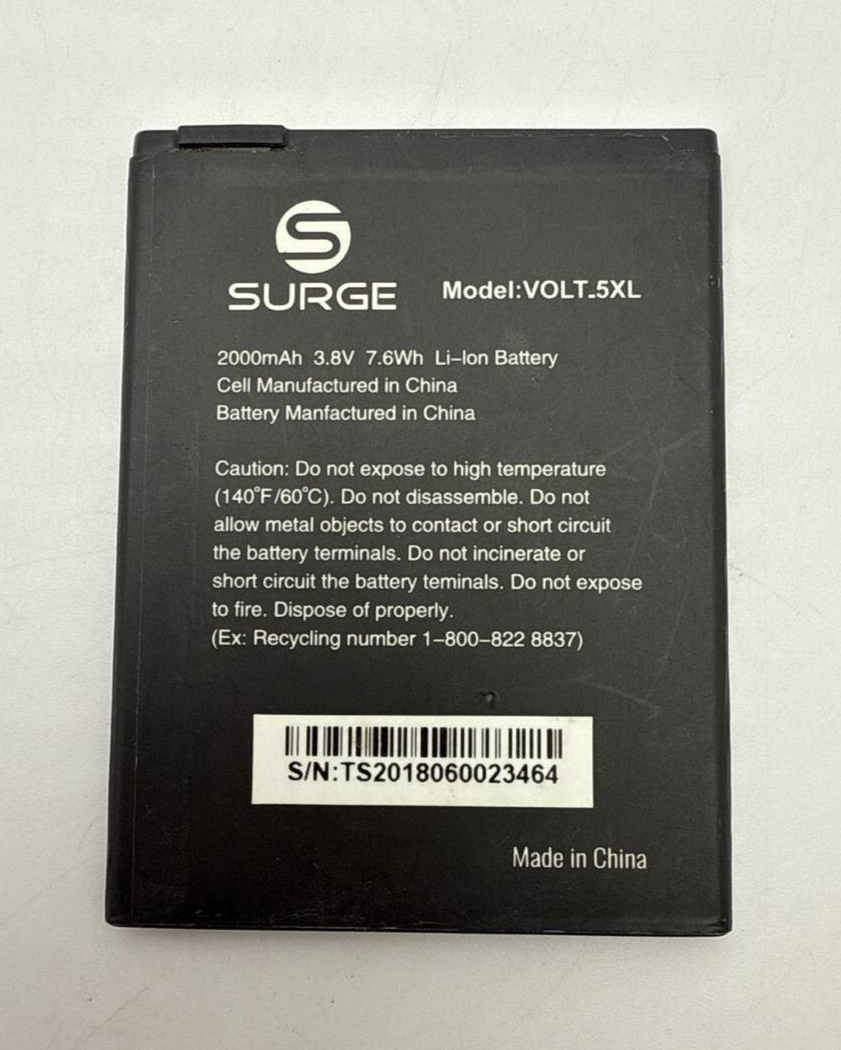 S
SURGE
Model:VOLT_5XL
2000mAh 3.8V 7.6Wh Li-Ion Battery
Cell Manufactured in China
Battery Manfactured in China
Caution: Do not expose to high temperature
(140°F/60°C). Do not disassemble. Do not
allow metal objects to contact or short circuit
the battery terminals. Do not incinerate or
short circuit the battery teminals. Do not expose
to fire. Dispose of properly.
(Ex: Recycling number 1-800-822 8837)
S/N:TS2018060023464
Made in China